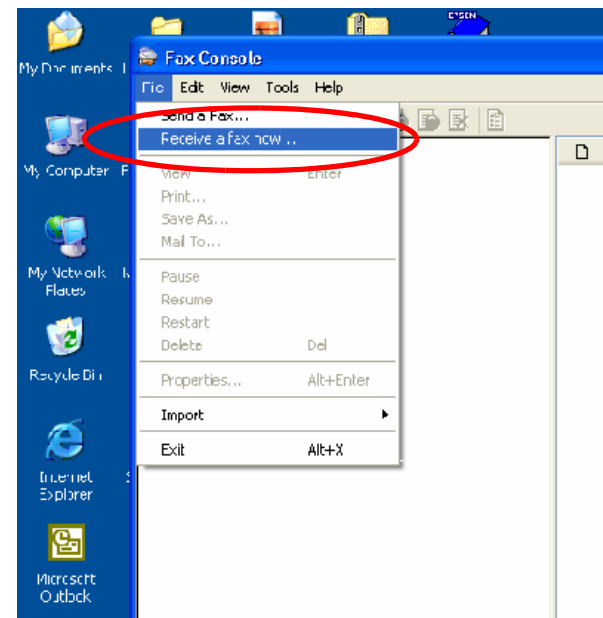 EPSON
My Documents
Fax Console
File Edit View Tools Help
Send a Fax...
Receive a fax now ...
My Computer
View Enter
Print...
Save As...
Mail To...
My Network
Places
Pause
Resume
Restart
Delete Del
Recycle Bin
Properties... Alt+Enter
Import
Exit Alt+X
Internet
Explorer
Microsoft
Outlook